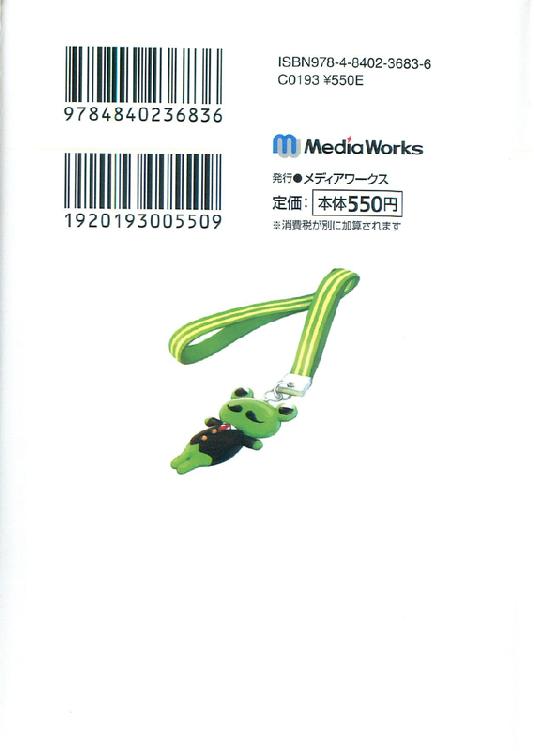 ISBN978-4-8402-3683-6
C0193 ¥550E
9784840236836
MediaWorks
発行●メディアワークス
1920193005509
定価：本体550円
※消費税が別に加算されます